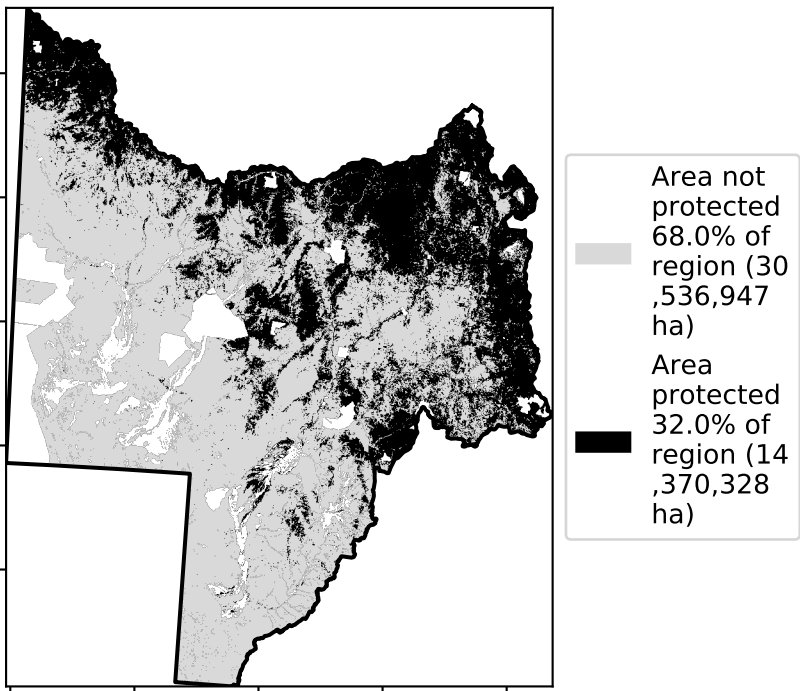 Area not
protected
68.0% of
region (30
,536,947
ha)
Area
protected
32.0% of
region (14
,370,328
ha)